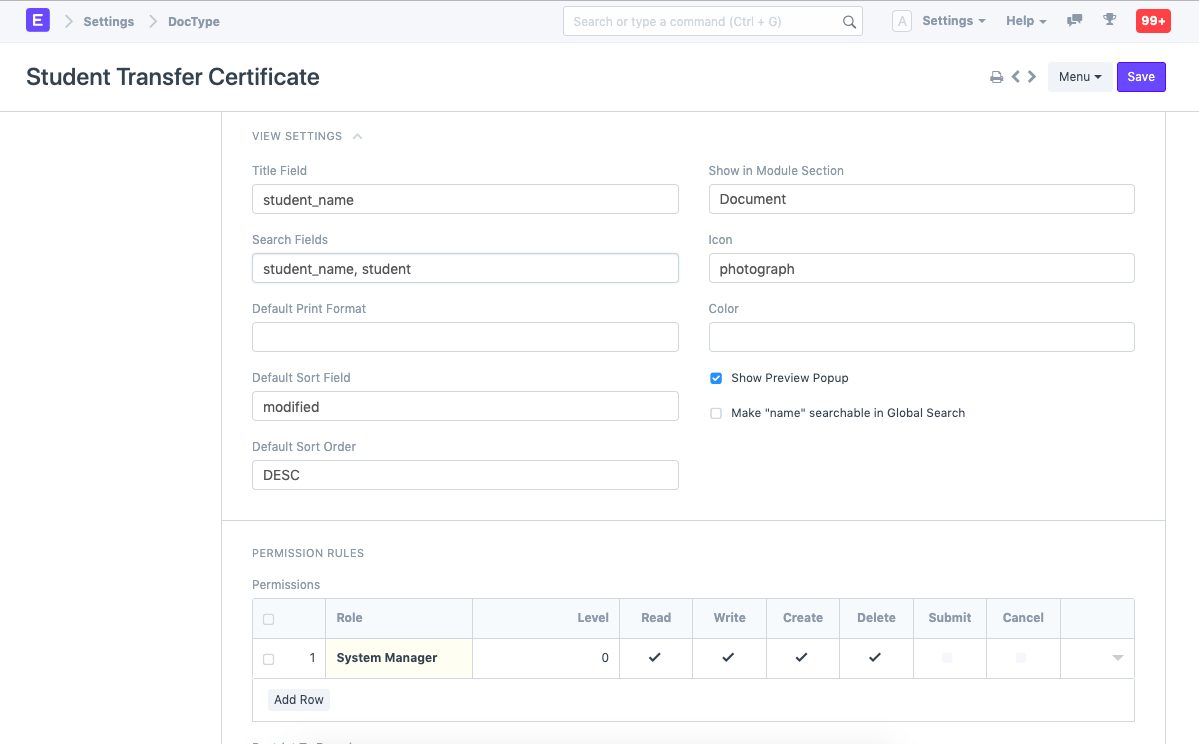 E Settings DocType Search or type a command (Ctrl + G) A Settings Help 99+
Student Transfer Certificate Menu Save
VIEW SETTINGS
Title Field Show in Module Section
student_name Document
Search Fields Icon
student_name, student photograph
Default Print Format Color
Default Sort Field Show Preview Popup
modified Make "name" searchable in Global Search
Default Sort Order
DESC
PERMISSION RULES
Permissions
Role Level Read Write Create Delete Submit Cancel
1 System Manager 0
Add Row